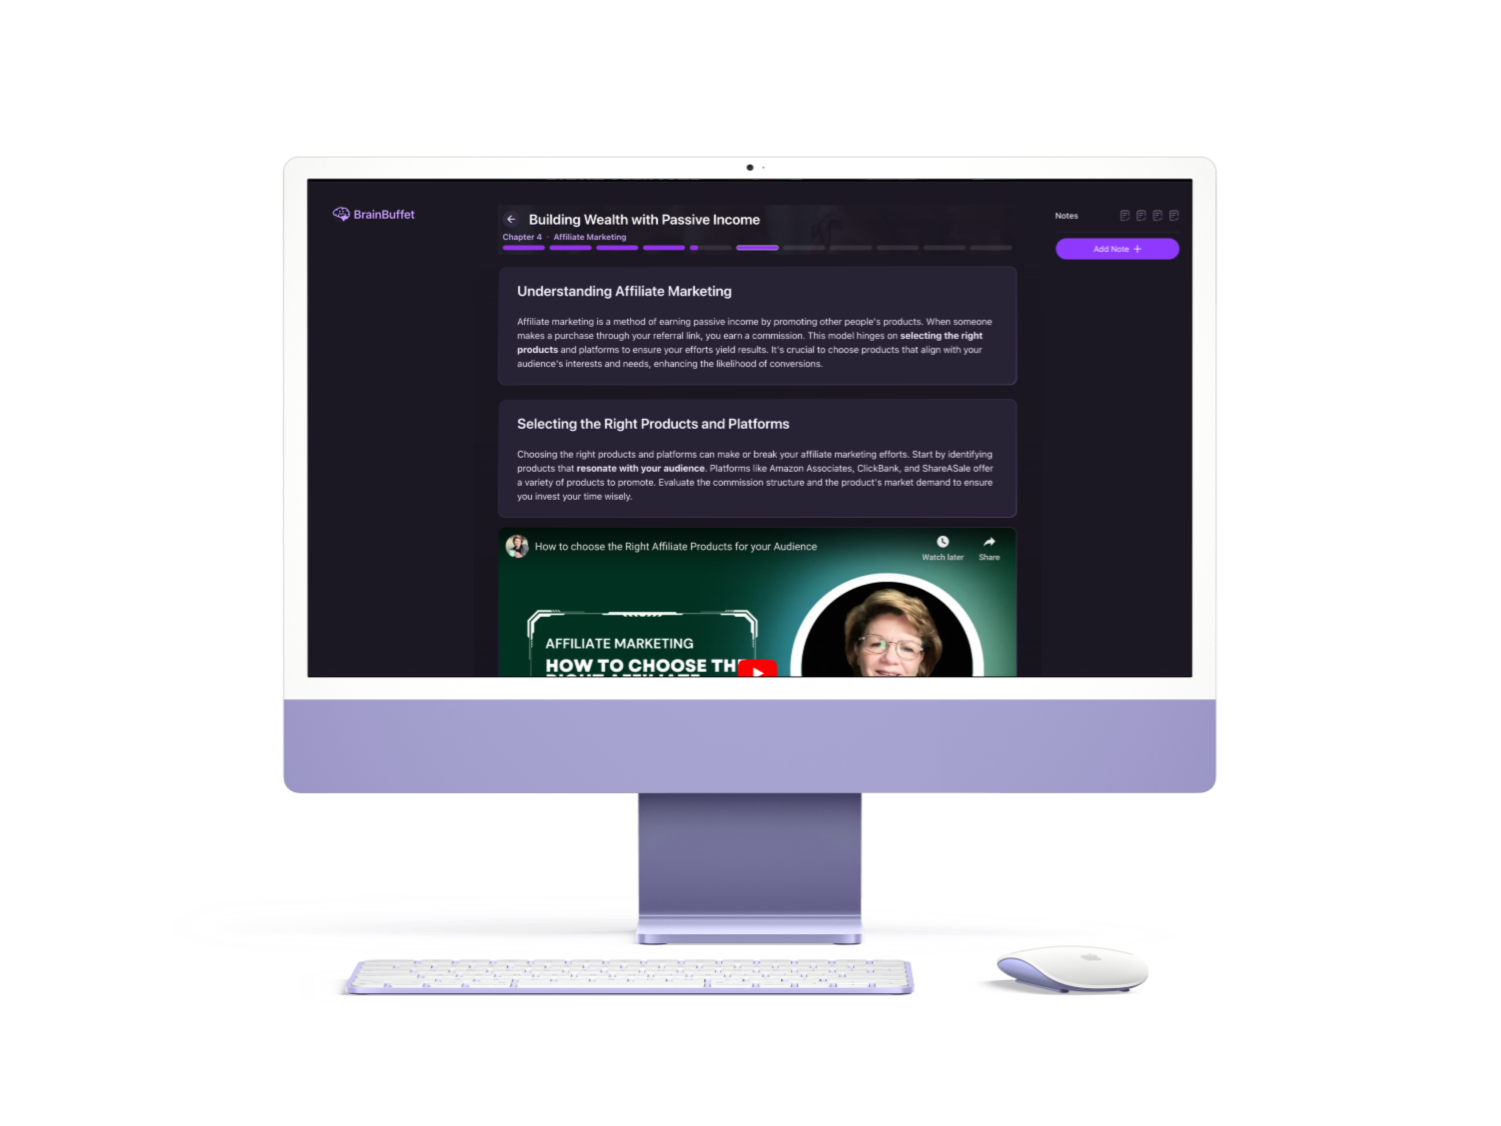 BrainBuffet
Building Wealth with Passive Income
Chapter 4 · Affiliate Marketing
Notes
Add Note +
Understanding Affiliate Marketing
Affiliate marketing is a method of earning passive income by promoting other people's products. When someone
makes a purchase through your referral link, you earn a commission. This model hinges on selecting the right
products and platforms to ensure your efforts yield results. It's crucial to choose products that align with your
audience's interests and needs, enhancing the likelihood of conversions.
Selecting the Right Products and Platforms
Choosing the right products and platforms can make or break your affiliate marketing efforts. Start by identifying
products that resonate with your audience. Platforms like Amazon Associates, ClickBank, and ShareASale offer
a variety of products to promote. Evaluate the commission structure and the product's market demand to ensure
you invest your time wisely.
How to choose the Right Affiliate Products for your Audience
Watch later
Share
AFFILIATE MARKETING
HOW TO CHOOSE THE
RIGHT AFFILIATE